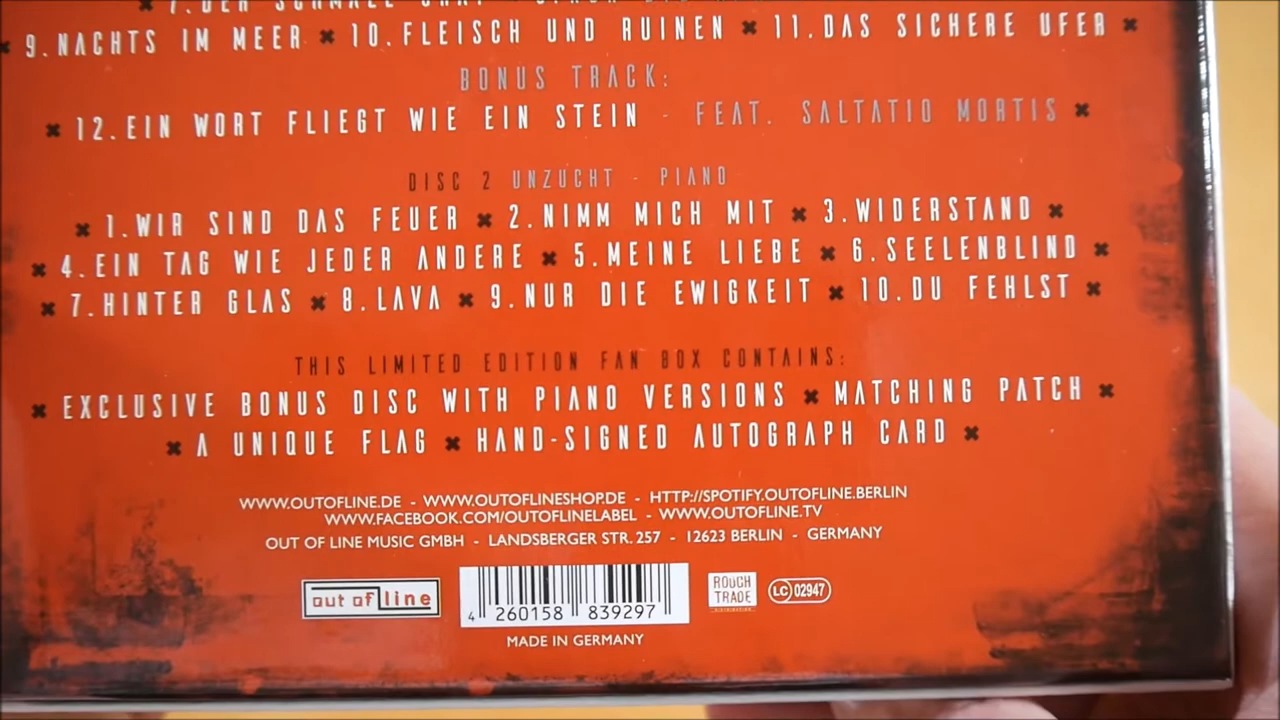 9.NACHTS IM MEER ✖ 10.FLEISCH UND RUINEN ✖ 11.DAS SICHERE UFER ✖
BONUS TRACK:
✖ 12.EIN WORT FLIEGT WIE EIN STEIN - FEAT. SALTATIO MORTIS ✖
DISC 2 UNZUCHT - PIANO
✖ 1.WIR SIND DAS FEUER ✖ 2.NIMM MICH MIT ✖ 3.WIDERSTAND ✖
✖ 4.EIN TAG WIE JEDER ANDERE ✖ 5.MEINE LIEBE ✖ 6.SEELENBLIND ✖
✖ 7.HINTER GLAS ✖ 8.LAVA ✖ 9.NUR DIE EWIGKEIT ✖ 10.DU FEHLST ✖
THIS LIMITED EDITION FAN BOX CONTAINS:
✖ EXCLUSIVE BONUS DISC WITH PIANO VERSIONS ✖ MATCHING PATCH ✖
✖ A UNIQUE FLAG ✖ HAND-SIGNED AUTOGRAPH CARD ✖
WWW.OUTOFLINE.DE - WWW.OUTOFLINESHOP.DE - HTTP://SPOTIFY.OUTOFLINE.BERLIN
WWW.FACEBOOK.COM/OUTOFLINELABEL - WWW.OUTOFLINE.TV
OUT OF LINE MUSIC GMBH - LANDSBERGER STR. 257 - 12623 BERLIN - GERMANY
out of line
4 260158 839297
ROUGH
TRADE
DISTRIBUTION
LC 02947
MADE IN GERMANY